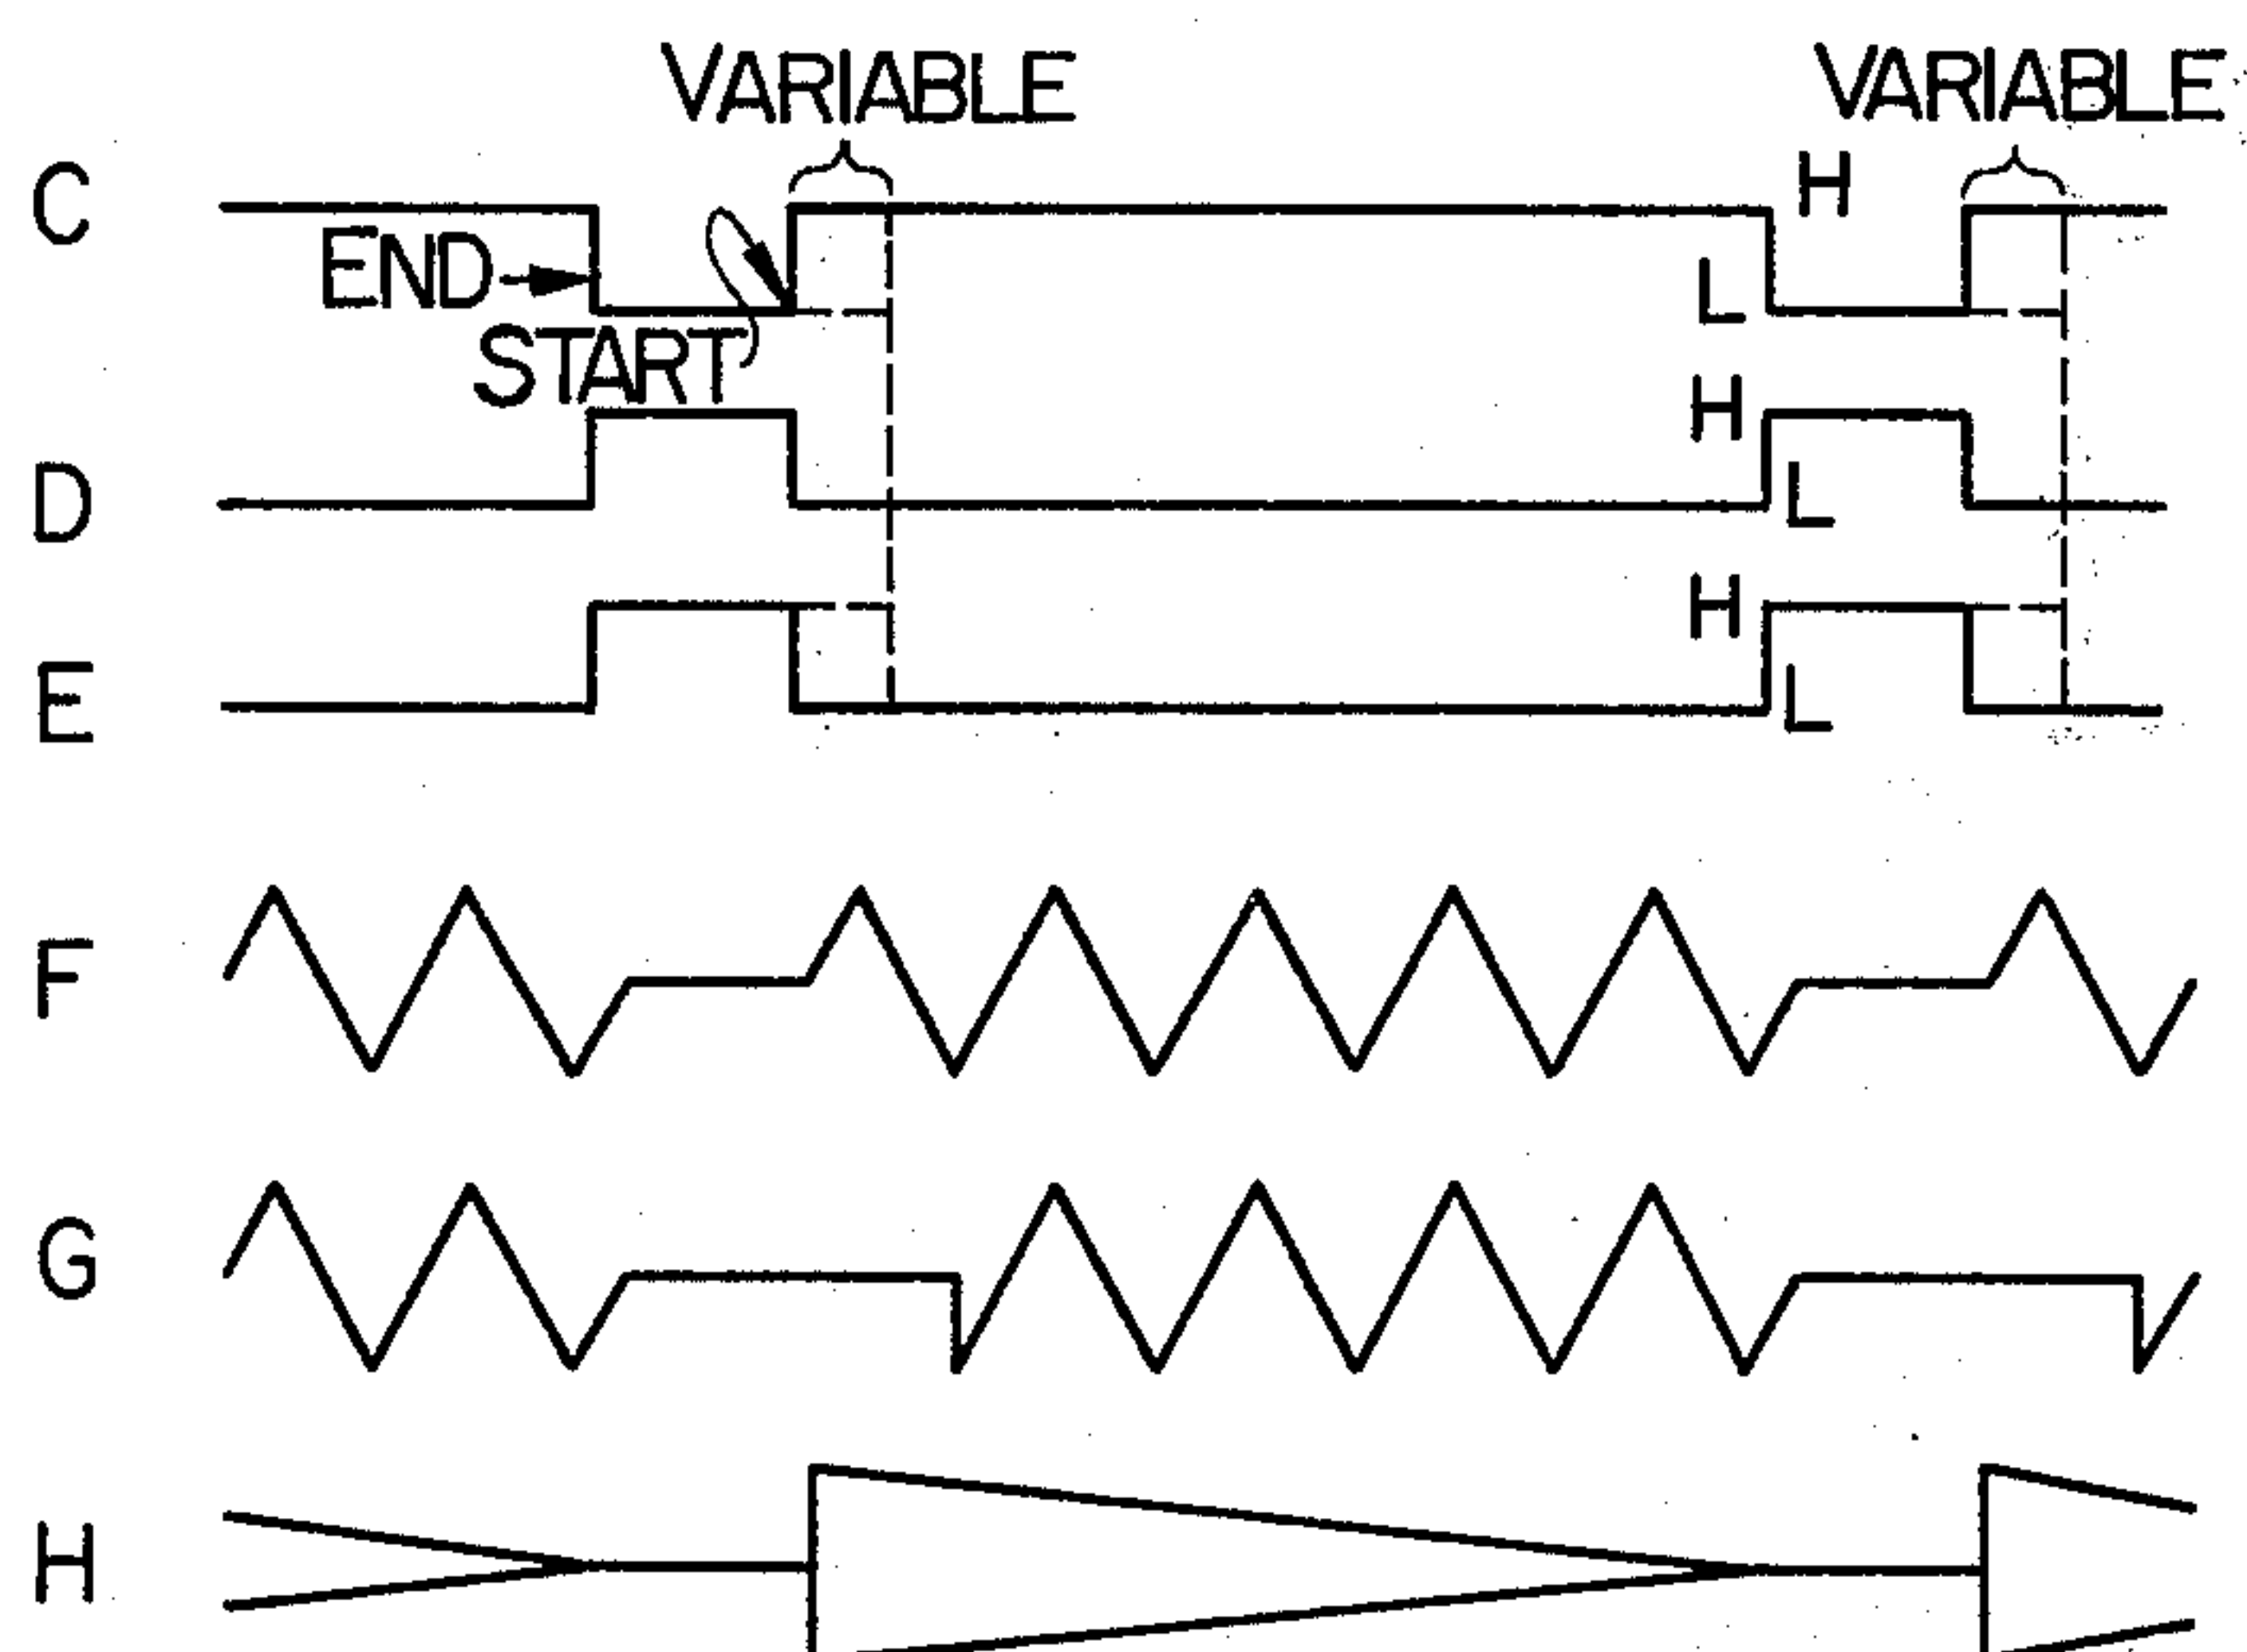 VARIABLE VARIABLE
C H
END L
START
H
D L
H
E L
F
G
H